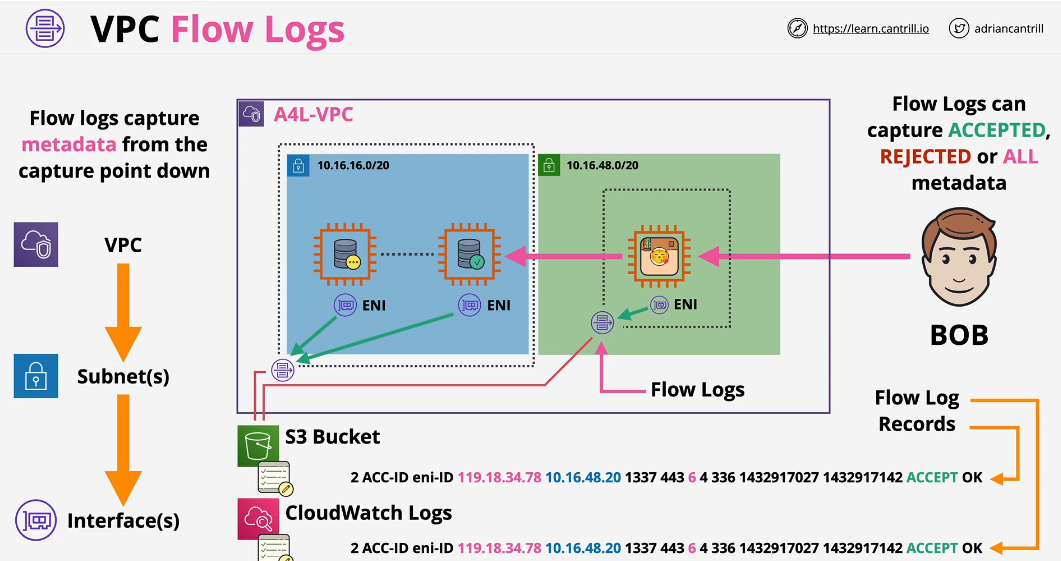 VPC Flow Logs
https://learn.cantrill.io
adriancantrill
Flow logs capture
metadata from the
capture point down
VPC
Subnet(s)
Interface(s)
A4L-VPC
10.16.16.0/20
10.16.48.0/20
ENI
ENI
ENI
Flow Logs
Flow Logs can
capture ACCEPTED,
REJECTED or ALL
metadata
BOB
Flow Log
Records
S3 Bucket
2 ACC-ID eni-ID 119.18.34.78 10.16.48.20 1337 443 6 4 336 1432917027 1432917142 ACCEPT OK
CloudWatch Logs
2 ACC-ID eni-ID 119.18.34.78 10.16.48.20 1337 443 6 4 336 1432917027 1432917142 ACCEPT OK